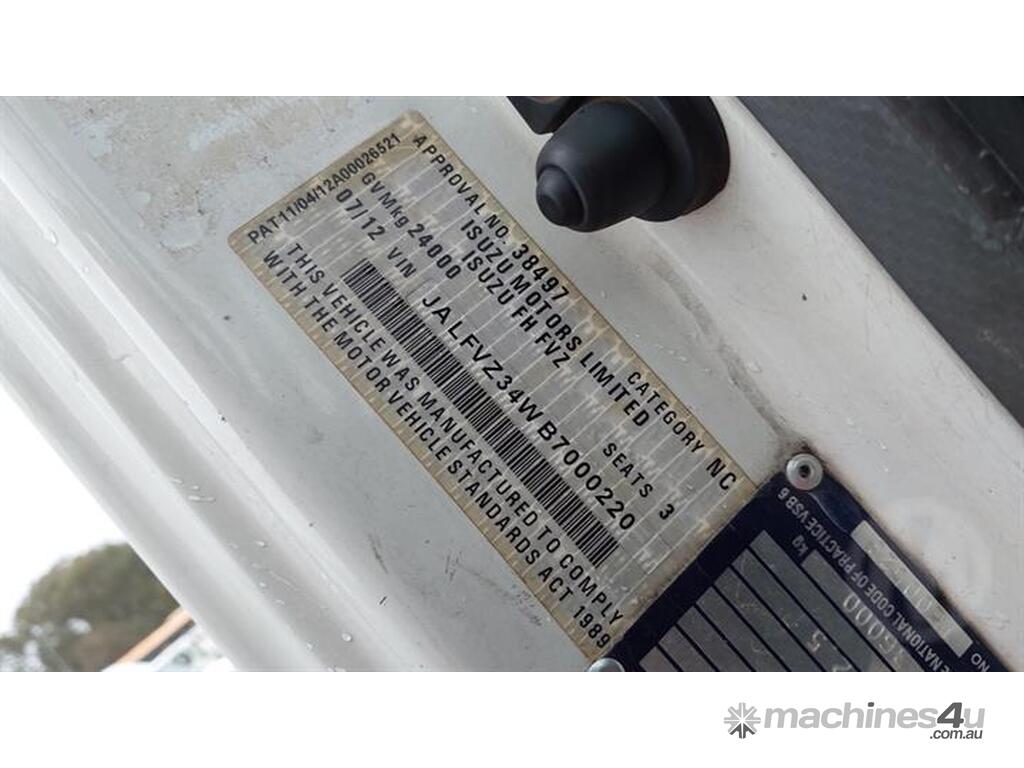 APPROVAL NO. 38497 CATEGORY NC
ISUZU MOTORS LIMITED
ISUZU FH FVZ
GVMkg 24000 SEATS 3
07/12 VIN JALFVZ34WB7000220
THIS VEHICLE WAS MANUFACTURED TO COMPLY
WITH THE MOTOR VEHICLE STANDARDS ACT 1989
PAT11/04/12A00026521
NATIONAL CODE OF PRACTICE VSB 6
kg
NO
machines4u
.com.au